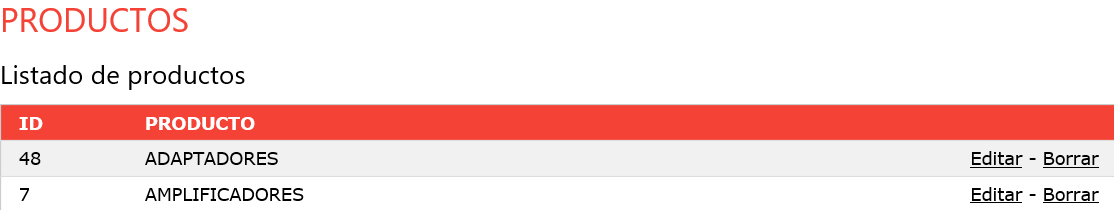 PRODUCTOS
Listado de productos
ID PRODUCTO
48 ADAPTADORES Editar - Borrar
7 AMPLIFICADORES Editar - Borrar